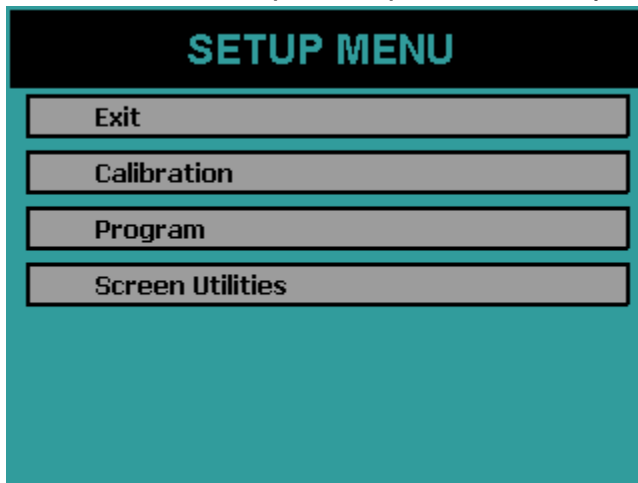 SETUP MENU
Exit
Calibration
Program
Screen Utilities